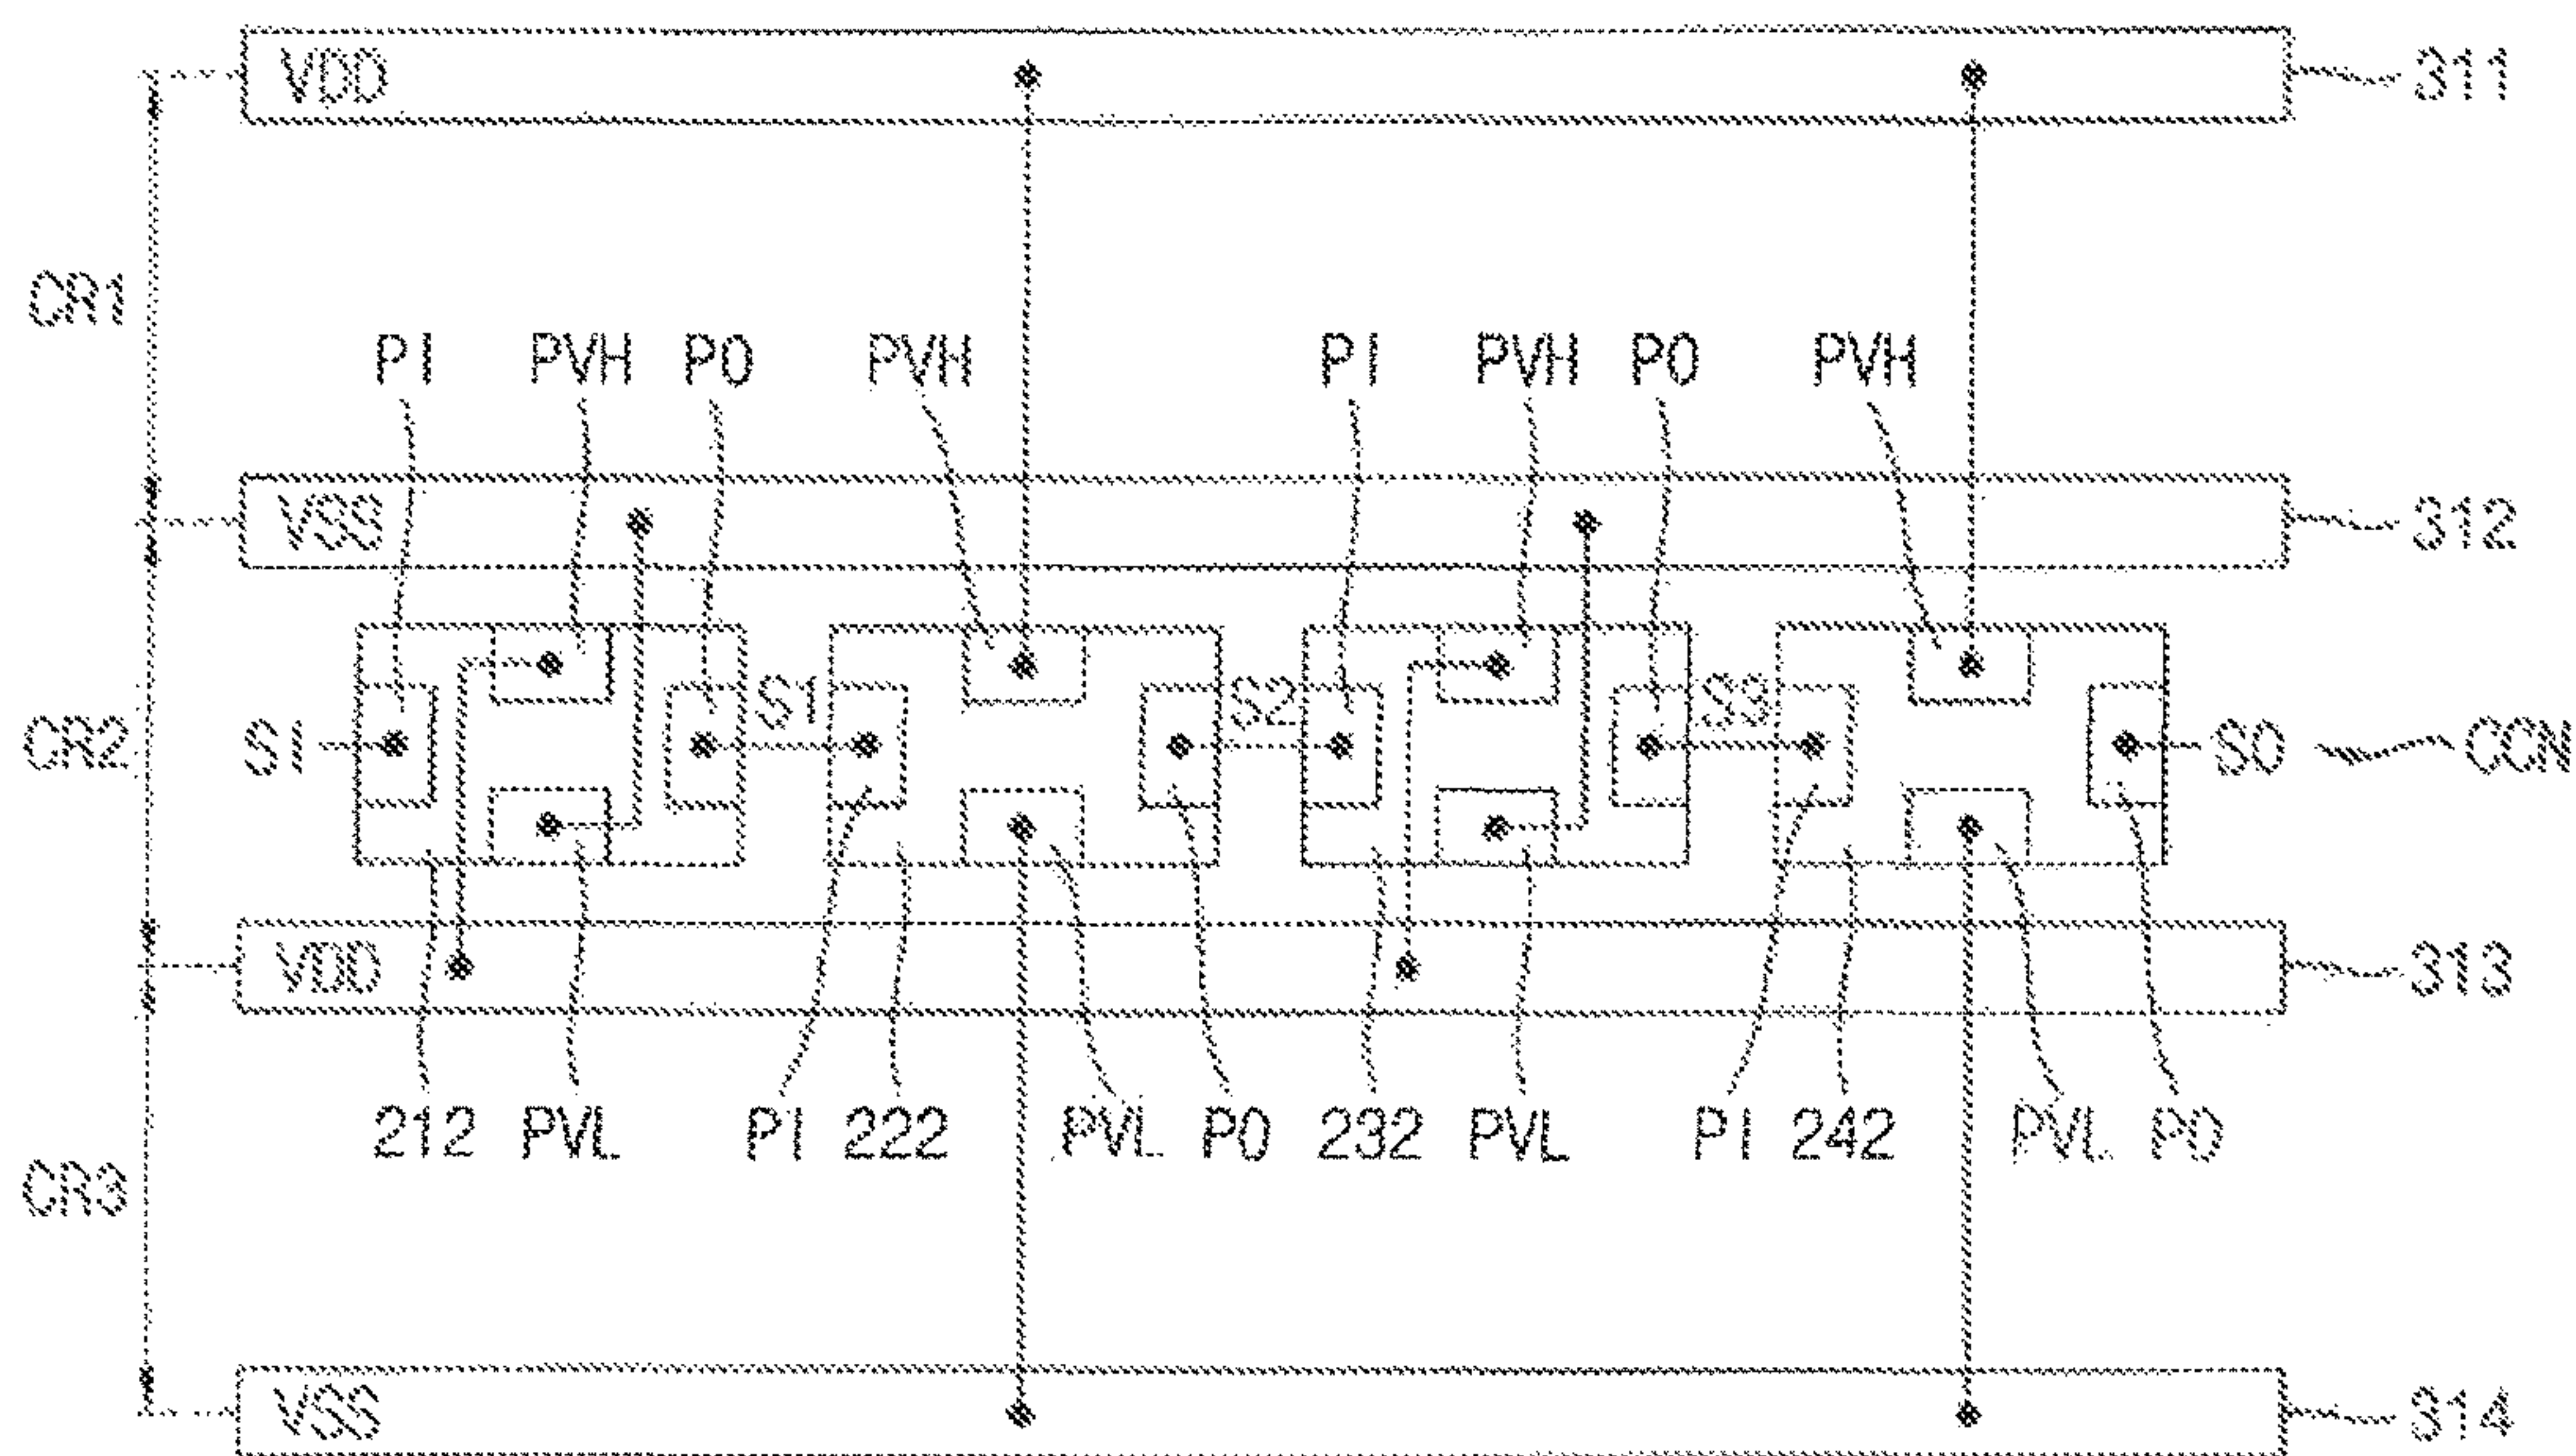 VDD 311
CR1
PI PVH PO PVH PI PVH PO PVH
VSS 312
CR2 SI S1 S2 S3 SO CCN
VDD 313
212 PVL PI 222 PVL PO 232 PVL PI 242 PVL PO
CR3
VSS 314